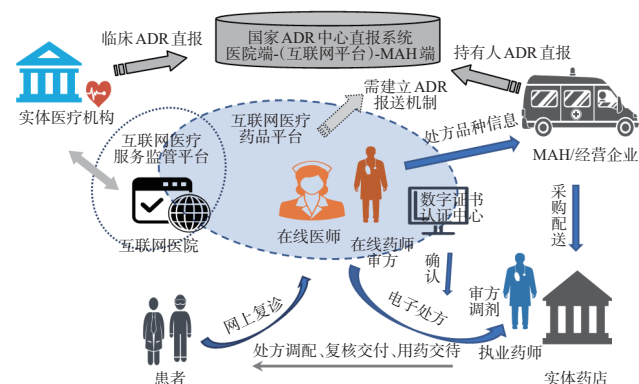 临床ADR直报
国家ADR中心直报系统
医院端-(互联网平台)-MAH端
持有人ADR直报
实体医疗机构
需建立ADR
报送机制
互联网医疗
服务监管平台
互联网医疗
药品平台
处方品种信息
MAH/经营企业
互联网医院
在线医师
在线药师
审方
数字证书
认证中心
采购配送
确认
网上复诊
电子处方
审方
调剂
处方调配、复核交付、用药交待
执业药师
患者
实体药店